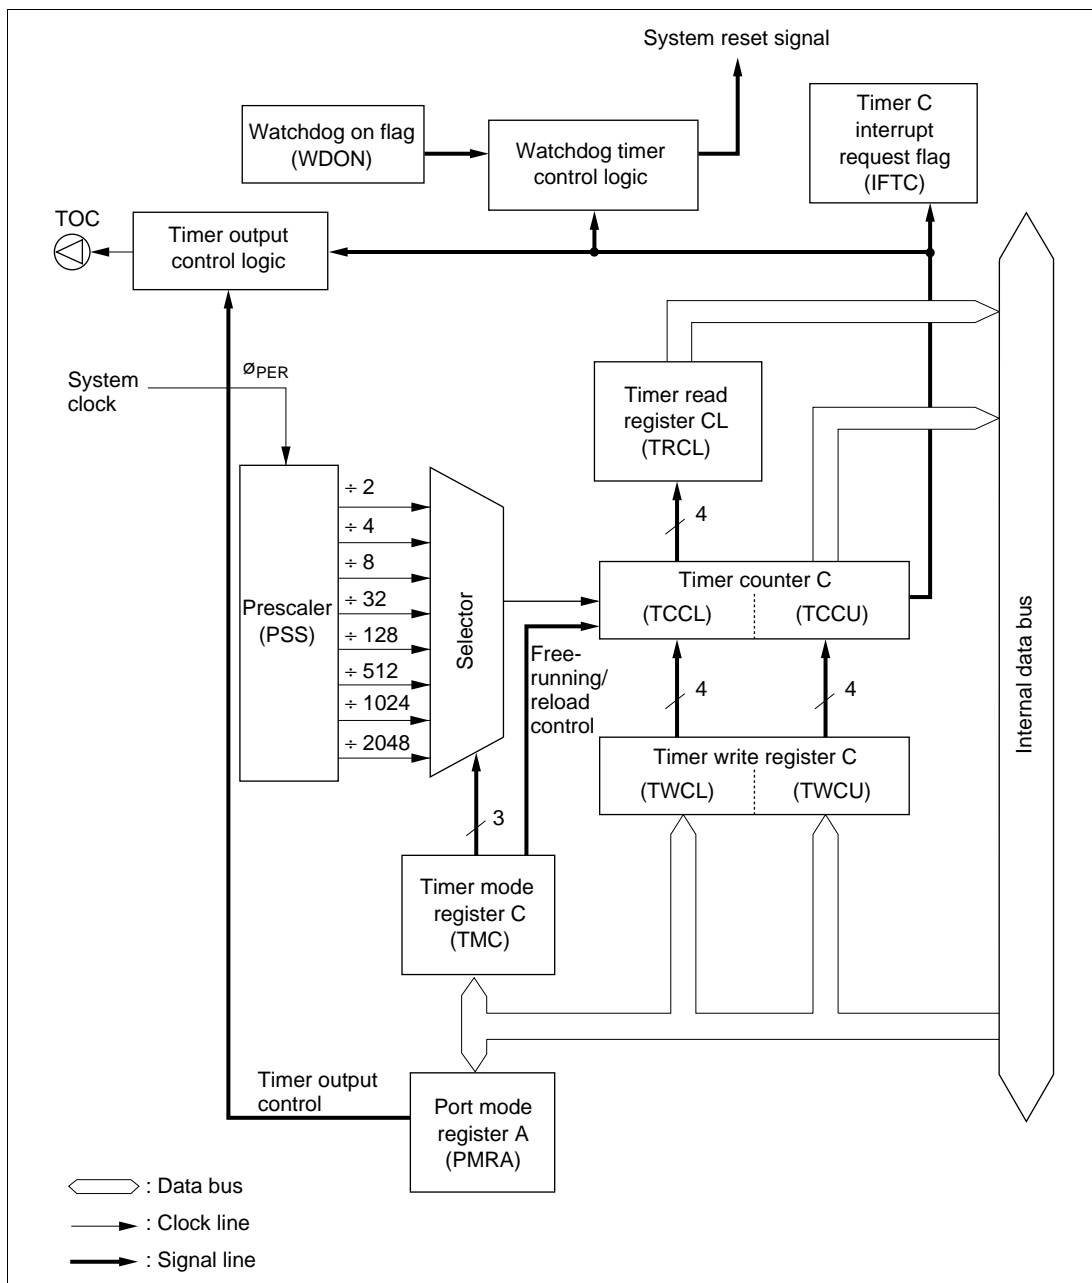 System reset signal
Timer C
interrupt
request flag
(IFTC)
Watchdog on flag
(WDON)
Watchdog timer
control logic
TOC
Timer output
control logic
øPER
System
clock
Timer read
register CL
(TRCL)
÷ 2
÷ 4
÷ 8
÷ 32
÷ 128
÷ 512
÷ 1024
÷ 2048
Prescaler
(PSS)
Selector
4
Timer counter C
(TCCL)
(TCCU)
Free-
running/
reload
control
4
4
Timer write register C
(TWCL)
(TWCU)
Internal data bus
3
Timer mode
register C
(TMC)
Timer output
control
Port mode
register A
(PMRA)
: Data bus
: Clock line
: Signal line